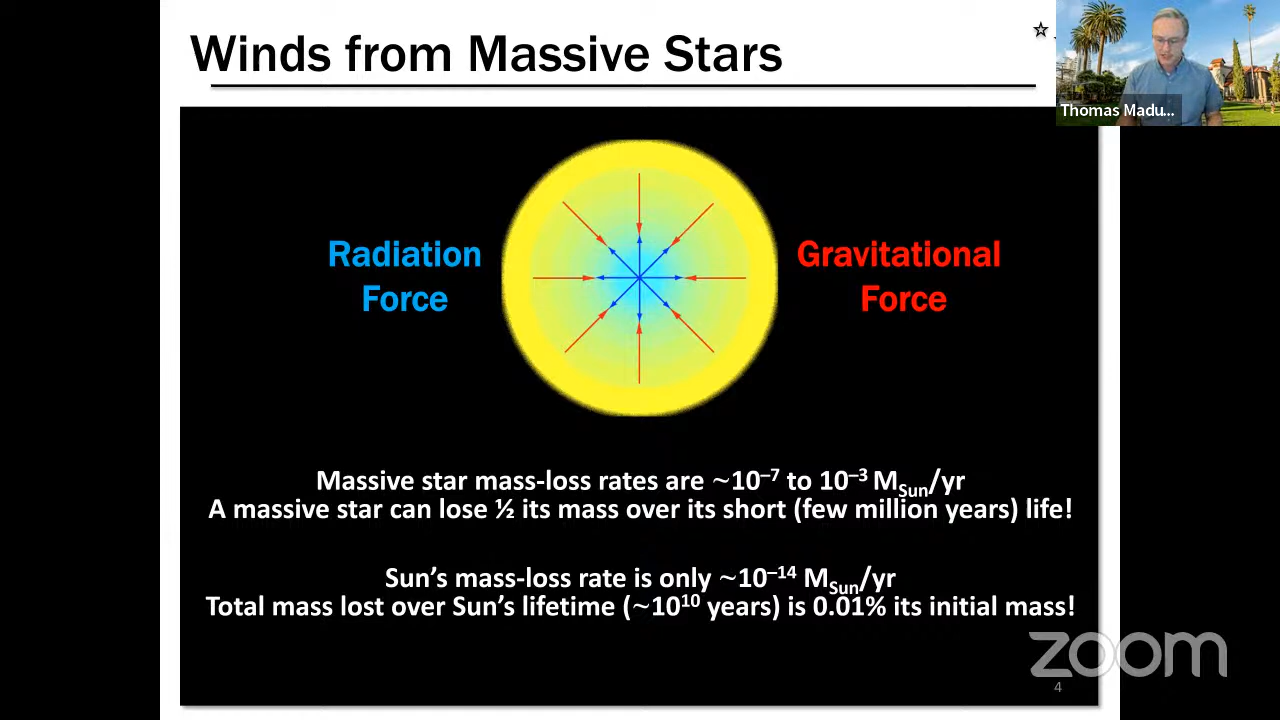 Winds from Massive Stars
Thomas Madu...
Radiation
Force
Gravitational
Force
Massive star mass-loss rates are ~10⁻⁷ to 10⁻³ M_Sun/yr
A massive star can lose ½ its mass over its short (few million years) life!
Sun’s mass-loss rate is only ~10⁻¹⁴ M_Sun/yr
Total mass lost over Sun’s lifetime (~10¹⁰ years) is 0.01% its initial mass!
zoom
4